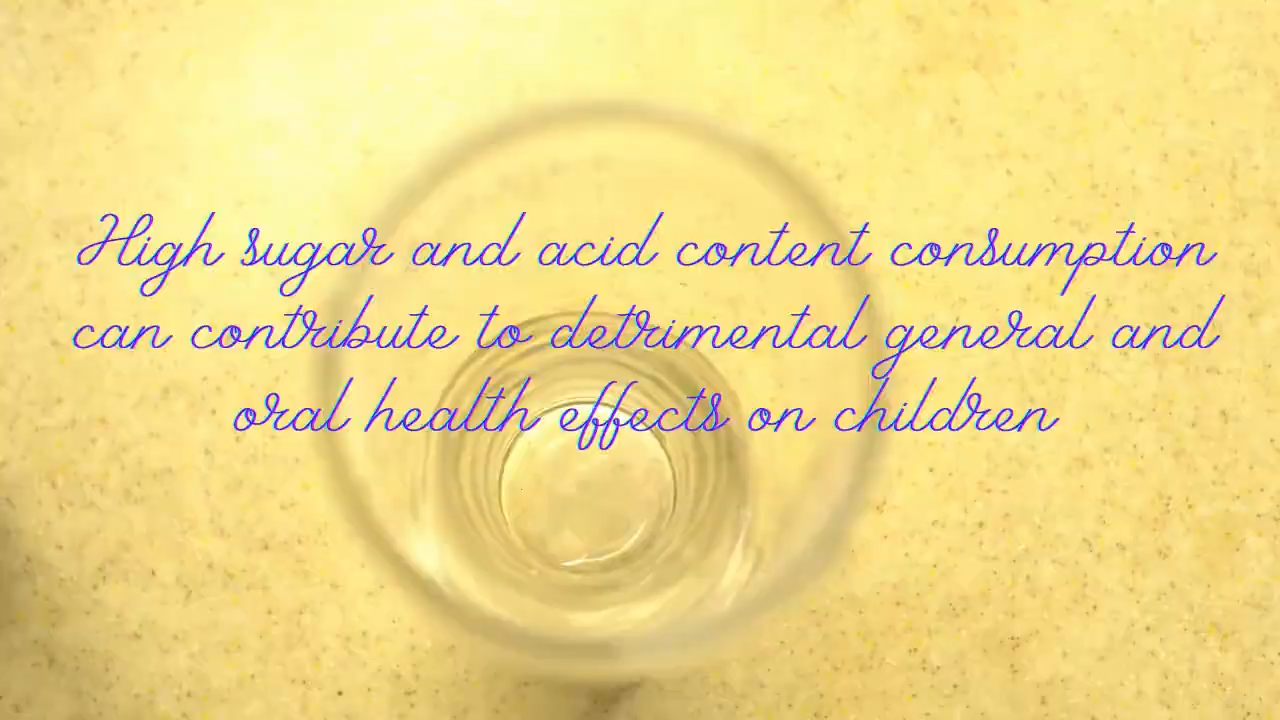 High sugar and acid content consumption
can contribute to detrimental general and
oral health effects on children